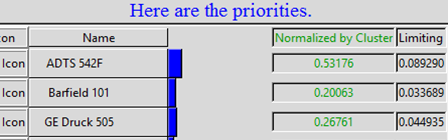 Here are the priorities.
con Name Normalized by Cluster Limiting
Icon ADTS 542F 0.53176 0.089290
Icon Barfield 101 0.20063 0.033689
Icon GE Druck 505 0.26761 0.044935